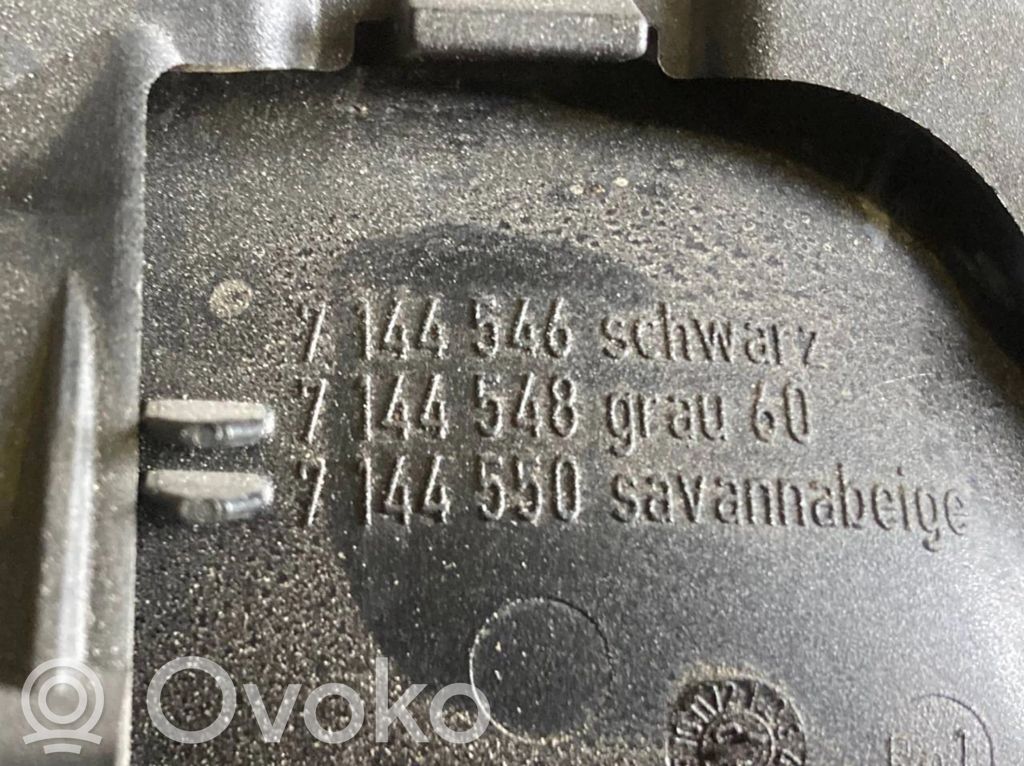 7 144 546 schwarz
7 144 548 grau 60
7 144 550 savannabeige
Ovoko